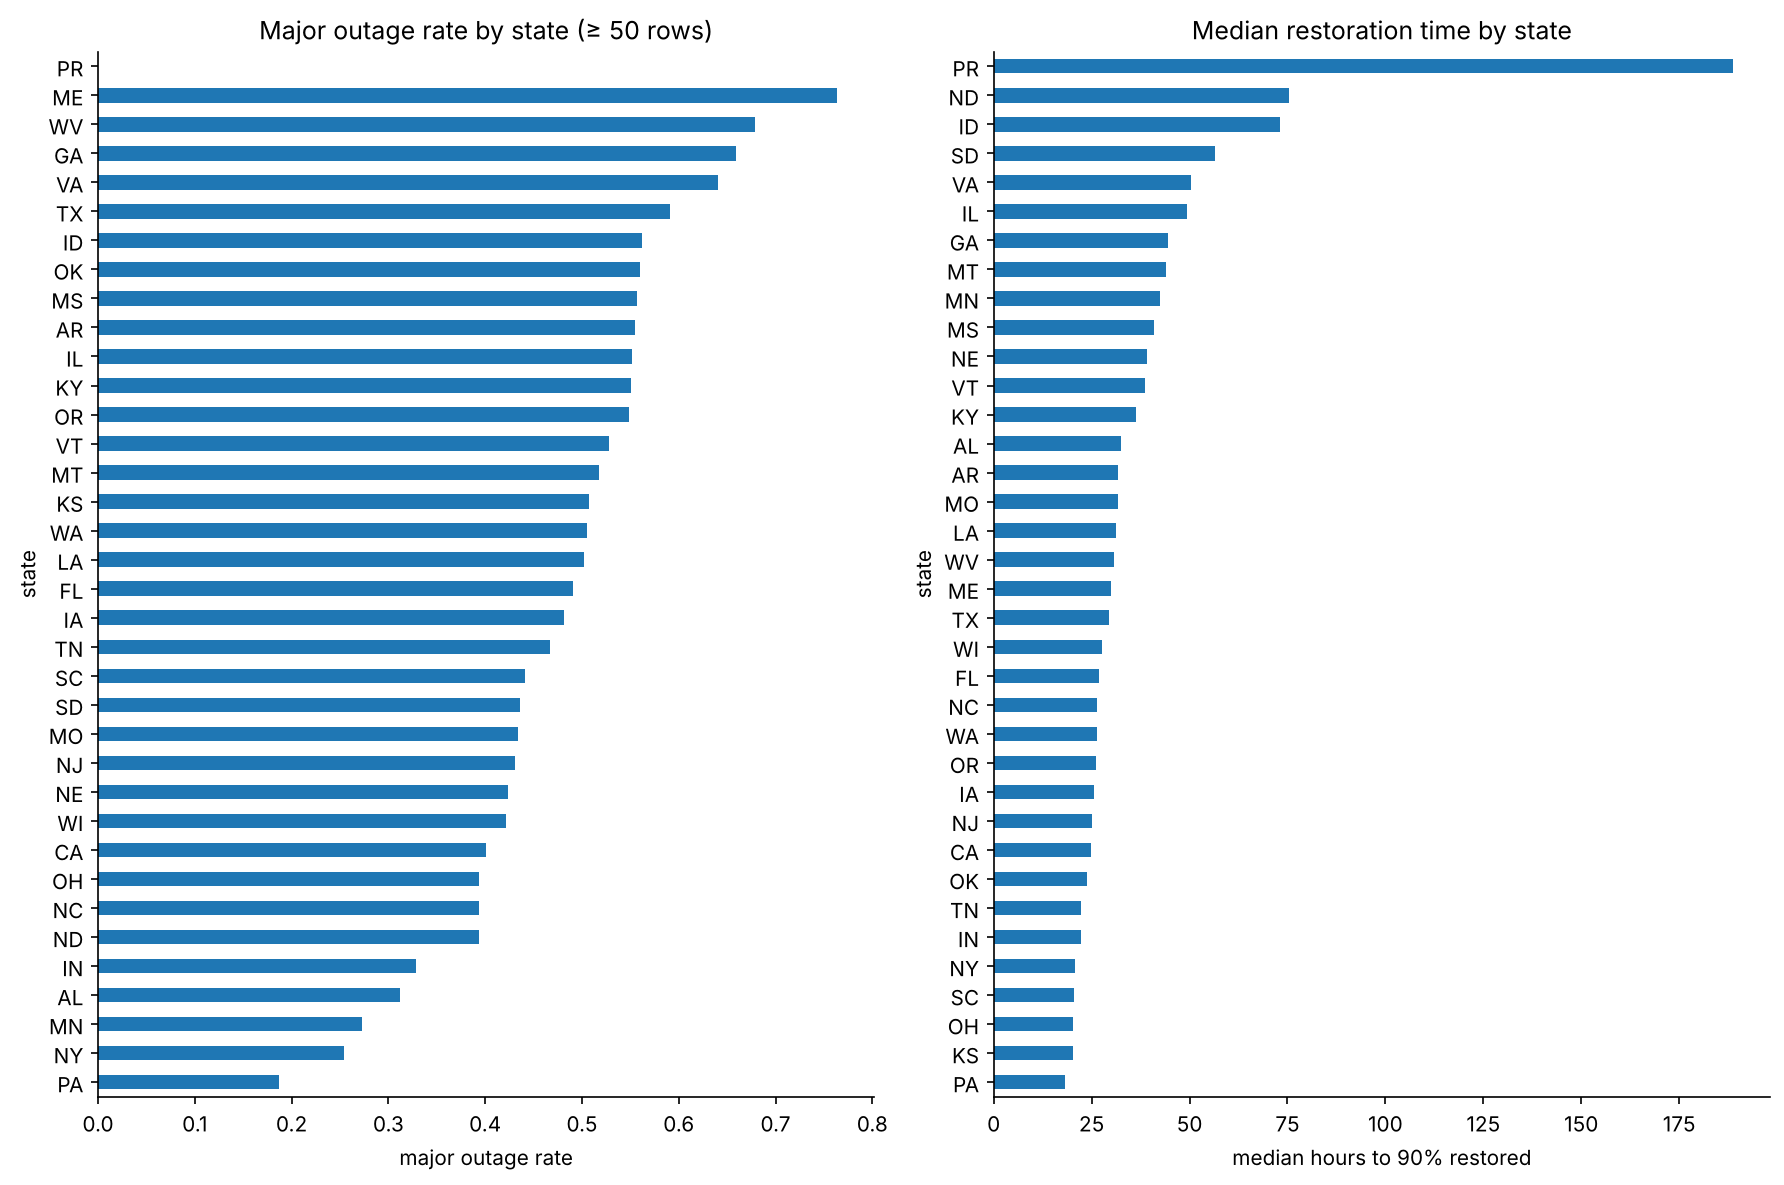 Major outage rate by state (≥ 50 rows)
PR
ME
WV
GA
VA
TX
ID
OK
MS
AR
IL
KY
OR
VT
MT
KS
WA
LA
FL
IA
TN
SC
SD
MO
NJ
NE
WI
CA
OH
NC
ND
IN
AL
MN
NY
PA
state
0.0 0.1 0.2 0.3 0.4 0.5 0.6 0.7 0.8
major outage rate
Median restoration time by state
PR
ND
ID
SD
VA
IL
GA
MT
MN
MS
NE
VT
KY
AL
AR
MO
LA
WV
ME
TX
WI
FL
NC
WA
OR
IA
NJ
CA
OK
TN
IN
NY
SC
OH
KS
PA
state
0 25 50 75 100 125 150 175
median hours to 90% restored